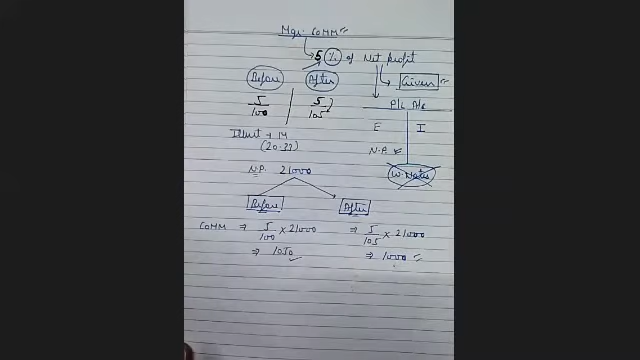 Mgr. Comm
5 % of Net profit
Before After Given
5/100 5/105 P/L A/c
E I
Illust → 14
(20.27)
N.P.
N.P. 21000
W. Notes
Before After
Comm ⇒ 5/100 × 21000 ⇒ 5/105 × 21000
⇒ 1050 ⇒ 1000